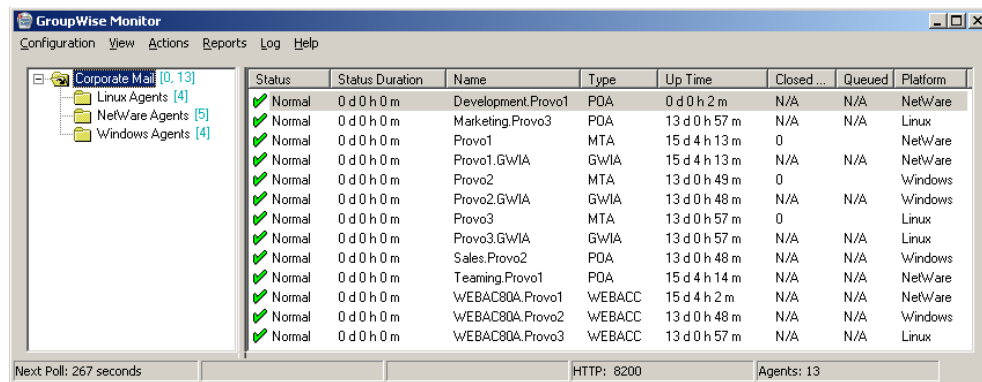 GroupWise Monitor
Configuration View Actions Reports Log Help
Corporate Mail [0, 13]
Linux Agents [4]
NetWare Agents [5]
Windows Agents [4]
Status Status Duration Name Type Up Time Closed ... Queued Platform
Normal 0 d 0 h 0 m Development.Provo1 POA 0 d 0 h 2 m N/A N/A NetWare
Normal 0 d 0 h 0 m Marketing.Provo3 POA 13 d 0 h 57 m N/A N/A Linux
Normal 0 d 0 h 0 m Provo1 MTA 15 d 4 h 13 m 0 NetWare
Normal 0 d 0 h 0 m Provo1.GWIA GWIA 15 d 4 h 13 m N/A N/A NetWare
Normal 0 d 0 h 0 m Provo2 MTA 13 d 0 h 49 m 0 Windows
Normal 0 d 0 h 0 m Provo2.GWIA GWIA 13 d 0 h 48 m N/A N/A Windows
Normal 0 d 0 h 0 m Provo3 MTA 13 d 0 h 57 m 0 Linux
Normal 0 d 0 h 0 m Provo3.GWIA GWIA 13 d 0 h 57 m N/A N/A Linux
Normal 0 d 0 h 0 m Sales.Provo2 POA 13 d 0 h 48 m N/A N/A Windows
Normal 0 d 0 h 0 m Teaming.Provo1 POA 15 d 4 h 14 m N/A N/A NetWare
Normal 0 d 0 h 0 m WEBAC80A.Provo1 WEBACC 15 d 4 h 2 m N/A N/A NetWare
Normal 0 d 0 h 0 m WEBAC80A.Provo2 WEBACC 13 d 0 h 48 m N/A N/A Windows
Normal 0 d 0 h 0 m WEBAC80A.Provo3 WEBACC 13 d 0 h 57 m N/A N/A Linux
Next Poll: 267 seconds HTTP: 8200 Agents: 13